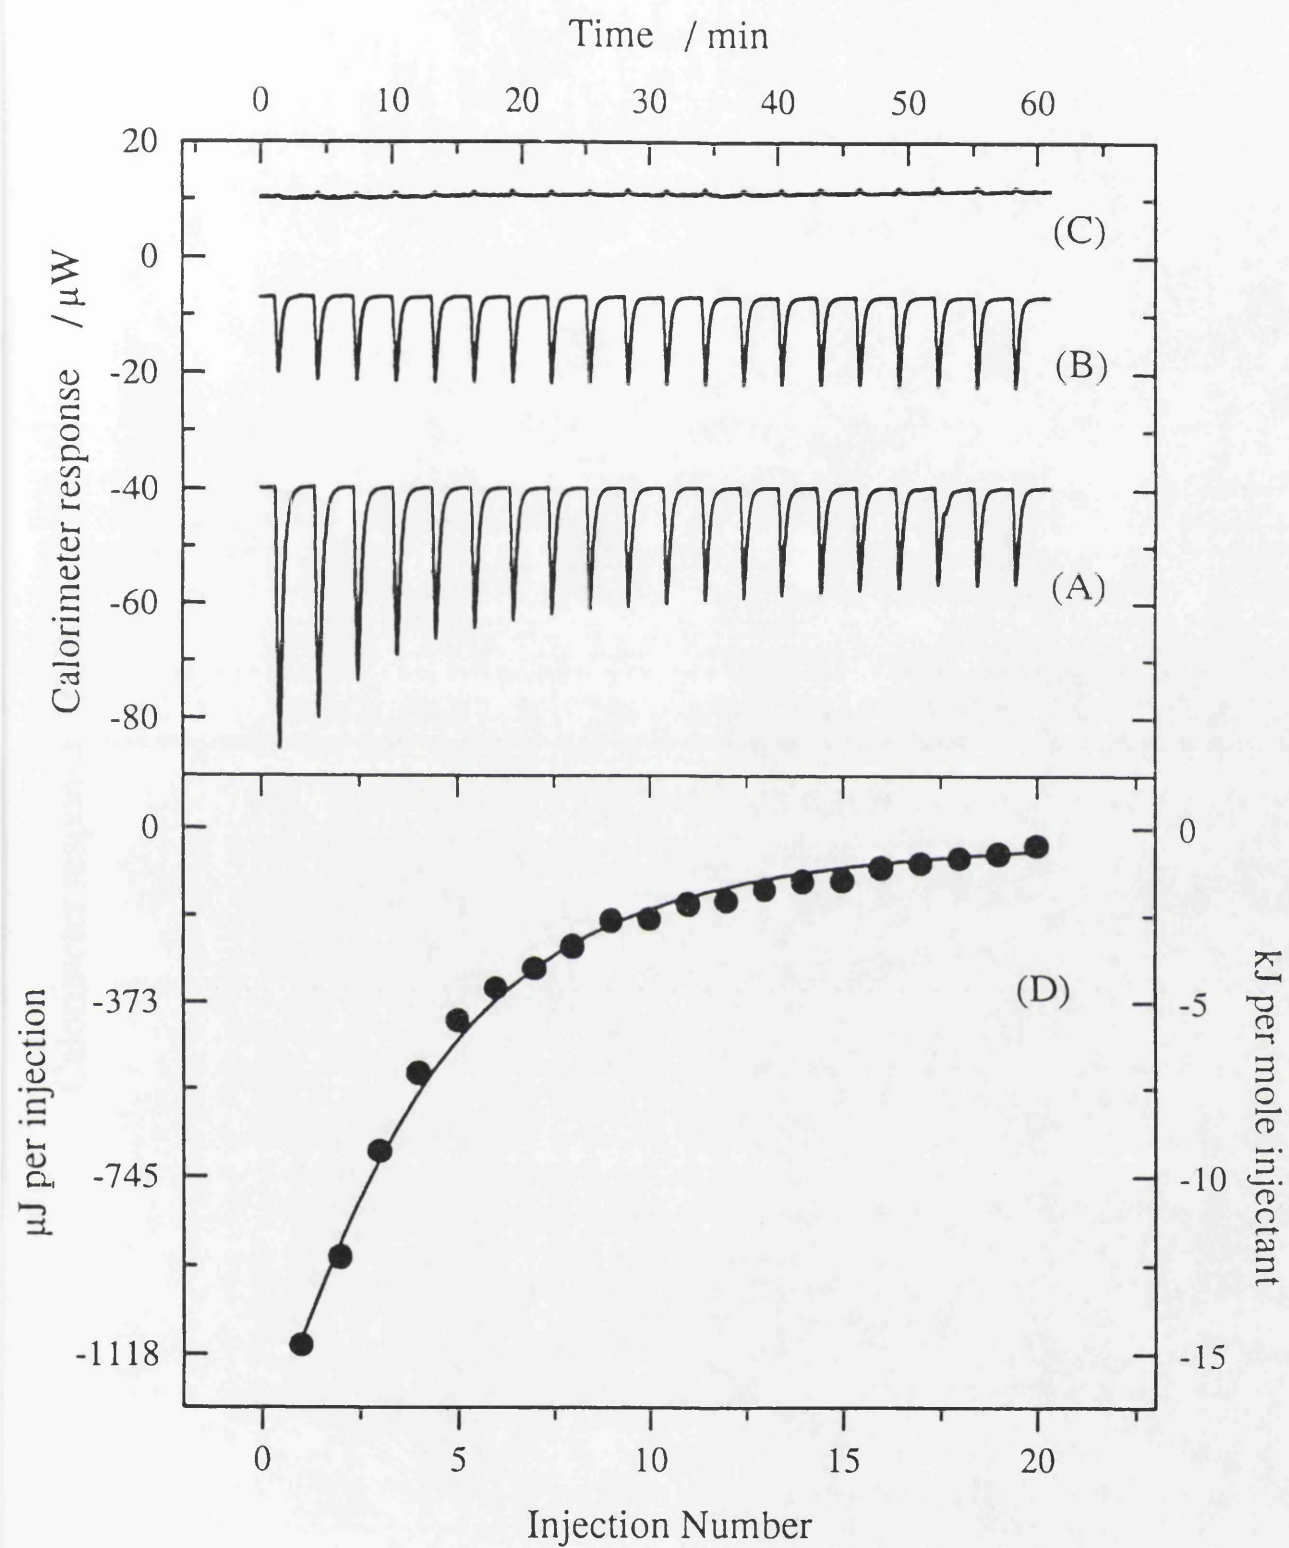 Time / min
0 10 20 30 40 50 60
20
0
-20
-40
-60
-80
Calorimeter response / µW
(C)
(B)
(A)
0
-373
-745
-1118
µJ per injection
0
-5
-10
-15
kJ per mole injectant
(D)
0 5 10 15 20
Injection Number